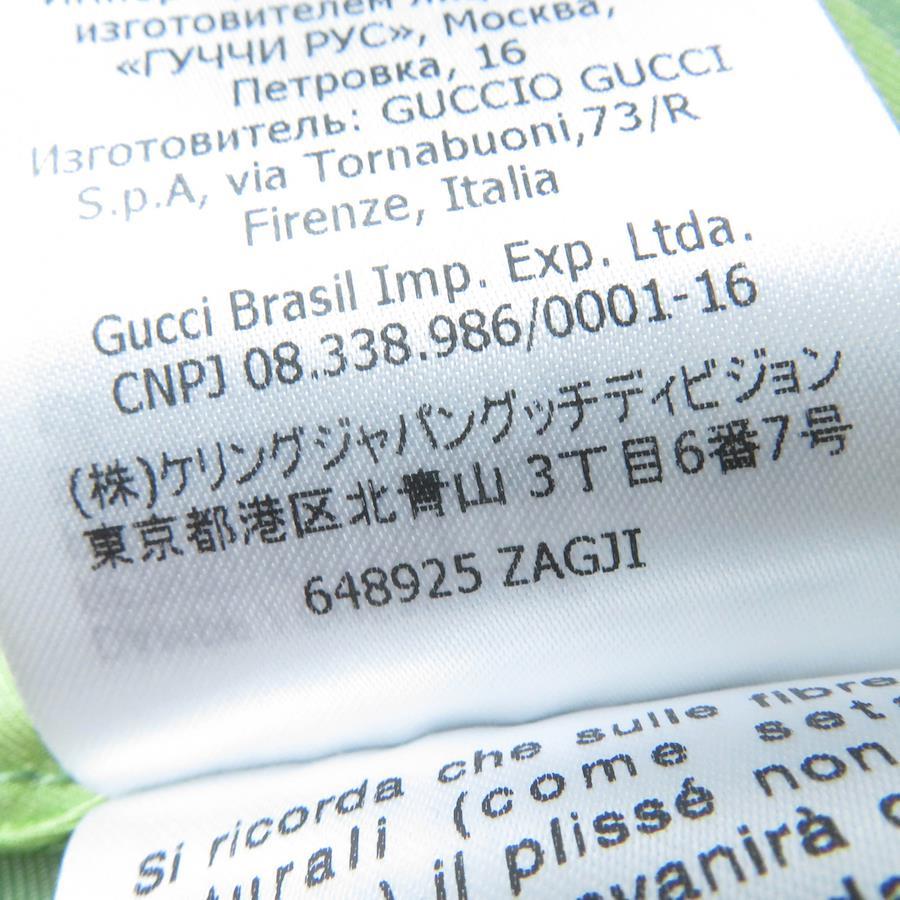 изготовителем
«ГУЧЧИ РУС», Москва,
Петровка, 16
Изготовитель: GUCCIO GUCCI
S.p.A, via Tornabuoni,73/R
Firenze, Italia
Gucci Brasil Imp. Exp. Ltda.
CNPJ 08.338.986/0001-16
(株)ケリングジャパングッチディビジョン
東京都港区北青山 3丁目6番7号
648925 ZAGJI
Si ricorda che sulle fibre
(come
il plissé non